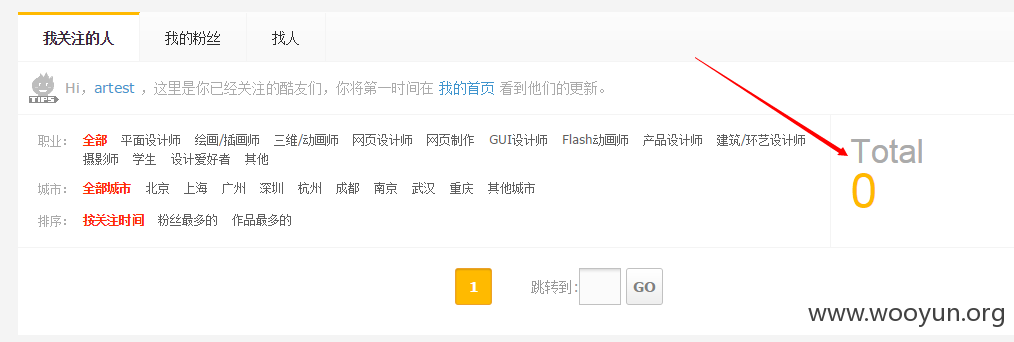 我关注的人 我的粉丝 找人
Hi，artest ，这里是你已经关注的酷友们，你将第一时间在 我的首页 看到他们的更新。
TIPS
职业： 全部 平面设计师 绘画/插画师 三维/动画师 网页设计师 网页制作 GUI设计师 Flash动画师 产品设计师 建筑/环艺设计师
摄影师 学生 设计爱好者 其他
城市： 全部城市 北京 上海 广州 深圳 杭州 成都 南京 武汉 重庆 其他城市
排序： 按关注时间 粉丝最多的 作品最多的
Total
0
1 跳转到: GO
www.wooyun.org